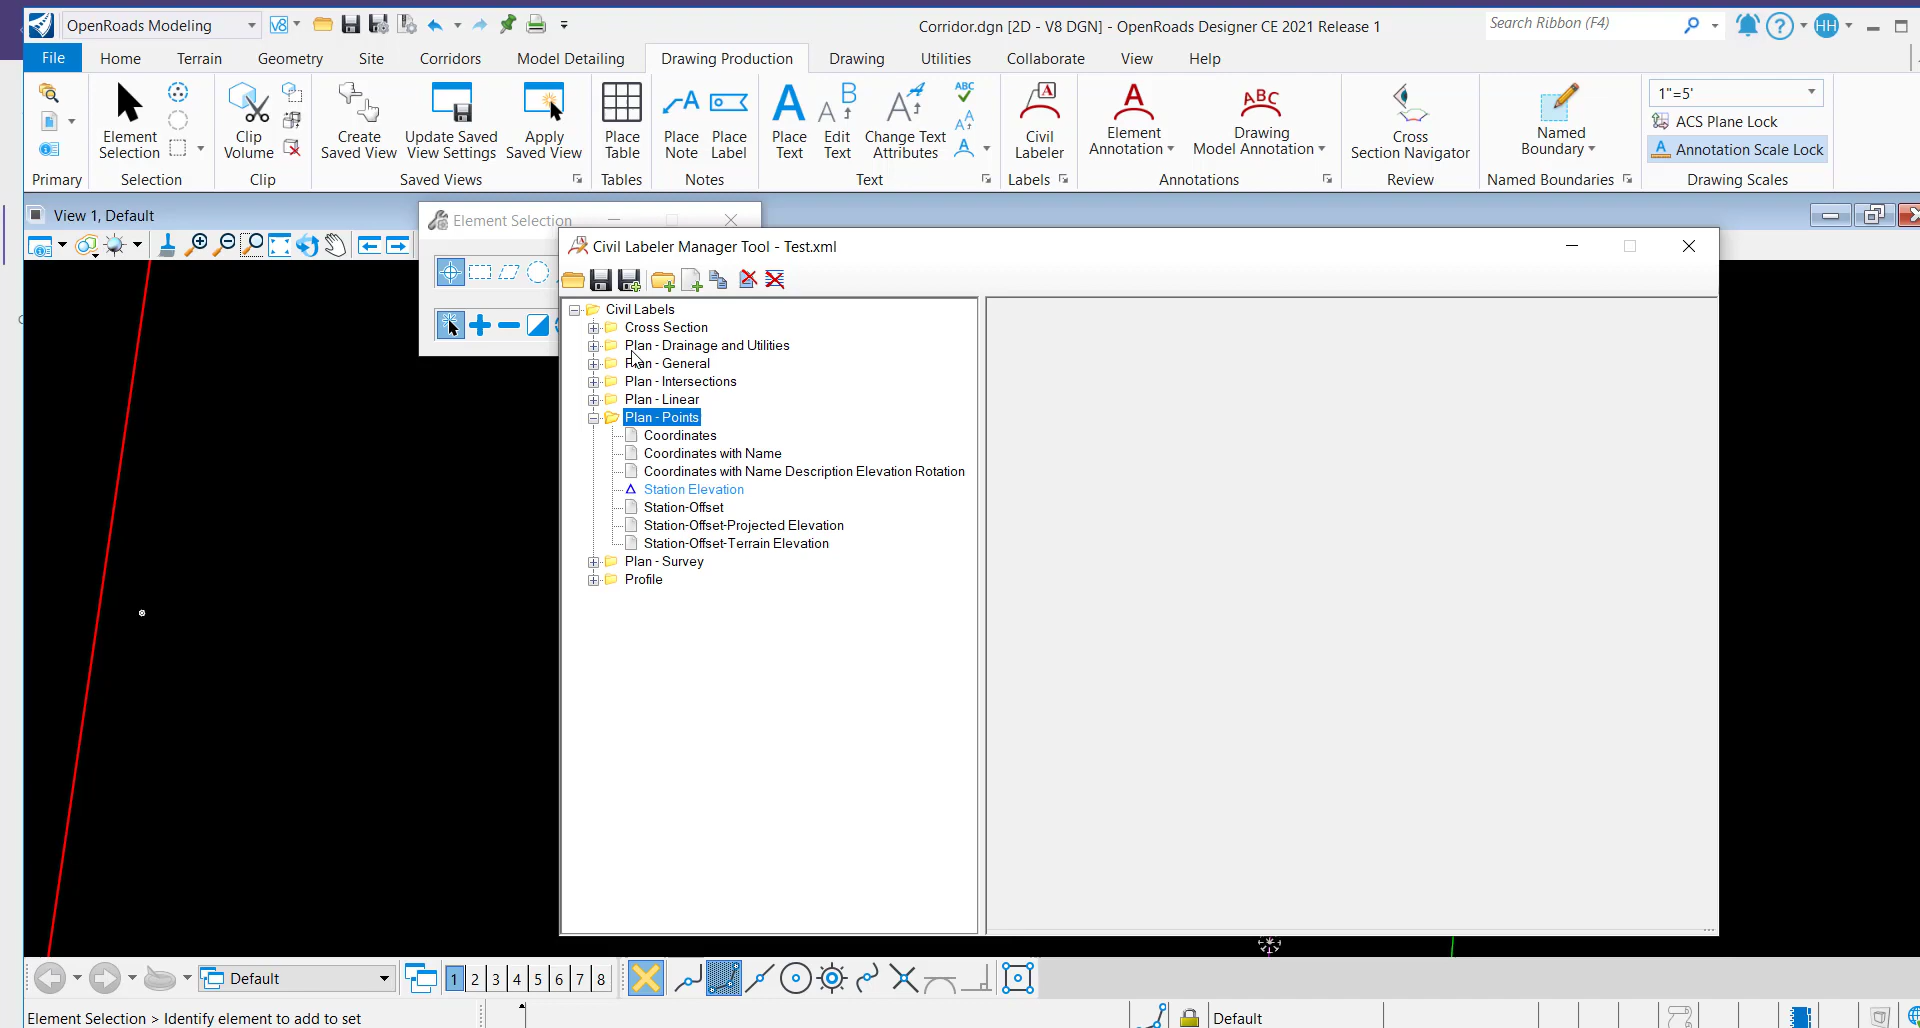 OpenRoads Modeling
Corridor.dgn [2D - V8 DGN] - OpenRoads Designer CE 2021 Release 1
Search Ribbon (F4)
HH
File Home Terrain Geometry Site Corridors Model Detailing Drawing Production Drawing Utilities Collaborate View Help
Element Selection
Clip Volume
Create Saved View
Update Saved View Settings
Apply Saved View
Place Table
Place Note
Place Label
Place Text
Edit Text
Change Text Attributes
Civil Labeler
Element Annotation
Drawing Model Annotation
Cross Section Navigator
Named Boundary
1"=5'
ACS Plane Lock
Annotation Scale Lock
Primary Selection Clip Saved Views Tables Notes Text Labels Annotations Review Named Boundaries Drawing Scales
View 1, Default
Element Selection
Civil Labeler Manager Tool - Test.xml
Civil Labels
Cross Section
Plan - Drainage and Utilities
Plan - General
Plan - Intersections
Plan - Linear
Plan - Points
Coordinates
Coordinates with Name
Coordinates with Name Description Elevation Rotation
Station Elevation
Station-Offset
Station-Offset-Projected Elevation
Station-Offset-Terrain Elevation
Plan - Survey
Profile
Default
1 2 3 4 5 6 7 8
Element Selection > Identify element to add to set
Default